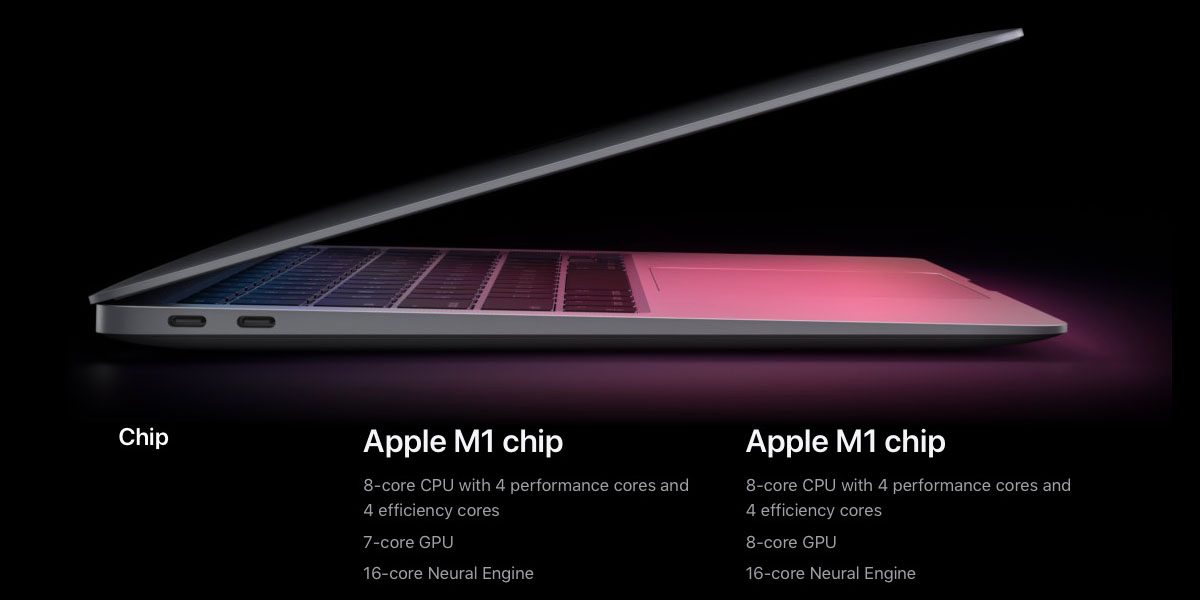 Chip
Apple M1 chip
8-core CPU with 4 performance cores and
4 efficiency cores
7-core GPU
16-core Neural Engine
Apple M1 chip
8-core CPU with 4 performance cores and
4 efficiency cores
8-core GPU
16-core Neural Engine